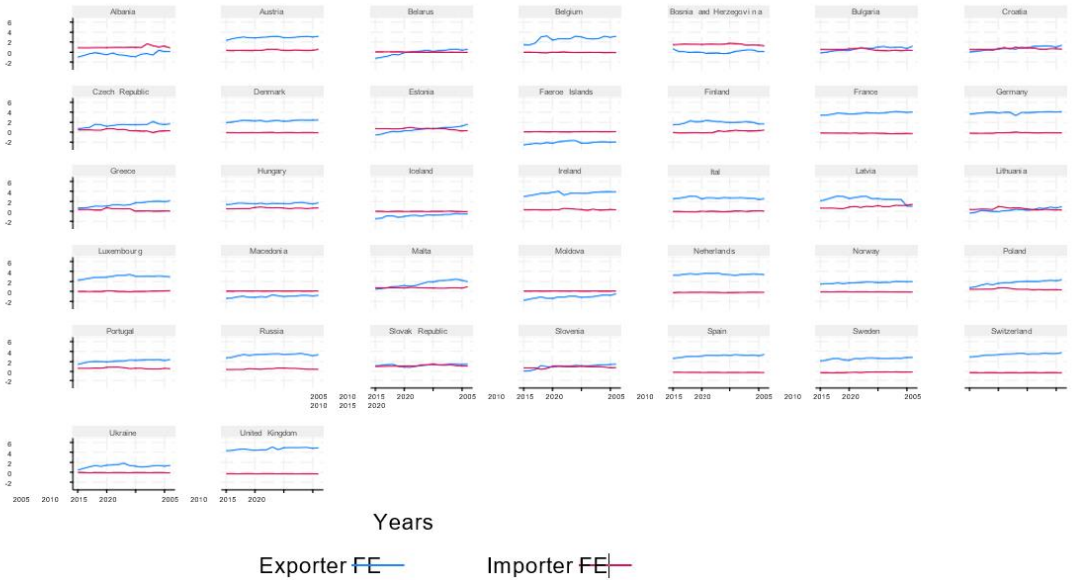 Albania Austria Belarus Belgium Bosnia and Herzegovina Bulgaria Croatia
6
4
2
0
-2
Czech Republic Denmark Estonia Faeroe Islands Finland France Germany
6
4
2
0
-2
Greece Hungary Iceland Ireland Ital Latvia Lithuania
6
4
2
0
-2
Luxembourg Macedonia Malta Moldova Netherlands Norway Poland
6
4
2
0
-2
Portugal Russia Slovak Republic Slovenia Spain Sweden Switzerland
6
4
2
0
-2
2005 2010 2015 2020 2005 2010 2015 2020 2005 2010 2015 2020 2005 2010 2015 2020 2005
2010 2015 2020
Ukraine United Kingdom
6
4
2
0
-2
2005 2010 2015 2020 2005 2010 2015 2020
Years
Exporter FE Importer FE